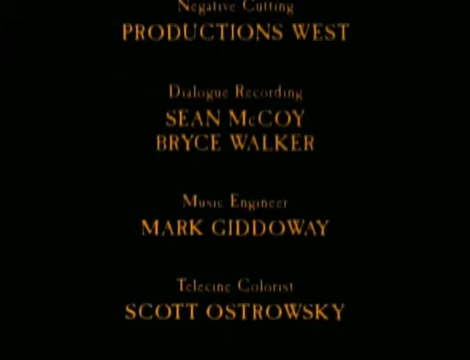 Negative Cutting
PRODUCTIONS WEST
Dialogue Recording
SEAN McCOY
BRYCE WALKER
Music Engineer
MARK GIDDOWAY
Telecine Colorist
SCOTT OSTROWSKY